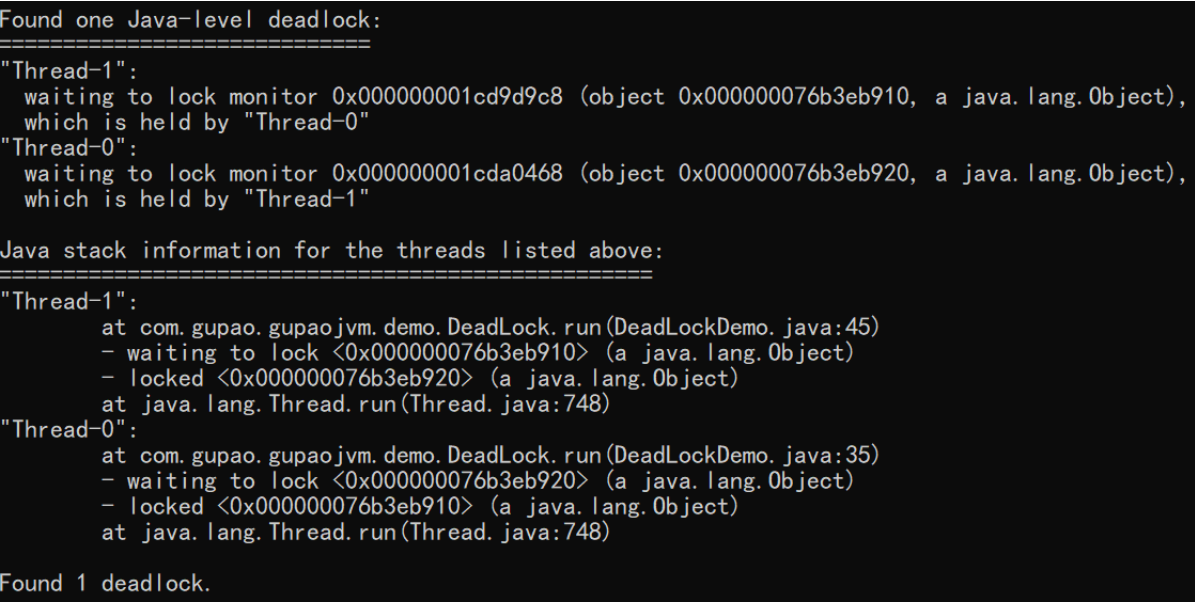 Found one Java-level deadlock:
=============================
"Thread-1":
  waiting to lock monitor 0x000000001cd9d9c8 (object 0x000000076b3eb910, a java.lang.Object),
  which is held by "Thread-0"
"Thread-0":
  waiting to lock monitor 0x000000001cda0468 (object 0x000000076b3eb920, a java.lang.Object),
  which is held by "Thread-1"

Java stack information for the threads listed above:
===================================================
"Thread-1":
        at com.gupao.gupaojvm.demo.DeadLock.run(DeadLockDemo.java:45)
        - waiting to lock <0x000000076b3eb910> (a java.lang.Object)
        - locked <0x000000076b3eb920> (a java.lang.Object)
        at java.lang.Thread.run(Thread.java:748)
"Thread-0":
        at com.gupao.gupaojvm.demo.DeadLock.run(DeadLockDemo.java:35)
        - waiting to lock <0x000000076b3eb920> (a java.lang.Object)
        - locked <0x000000076b3eb910> (a java.lang.Object)
        at java.lang.Thread.run(Thread.java:748)

Found 1 deadlock.